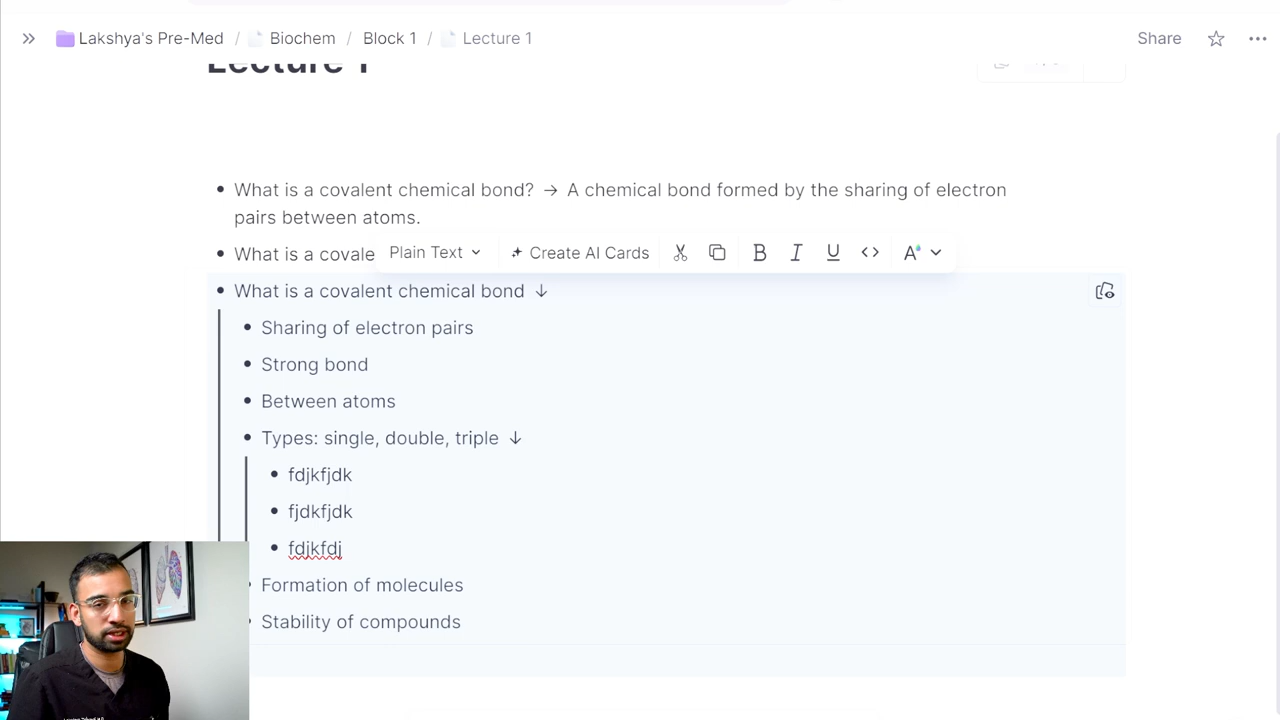 Lakshya's Pre-Med / Biochem / Block 1 / Lecture 1 Share
Lecture 1
What is a covalent chemical bond? → A chemical bond formed by the sharing of electron
pairs between atoms.
What is a covale
Plain Text Create AI Cards B I U <> A
What is a covalent chemical bond ↓
Sharing of electron pairs
Strong bond
Between atoms
Types: single, double, triple ↓
fdjkfjdk
fjdkfjdk
fdjkfdj
Formation of molecules
Stability of compounds